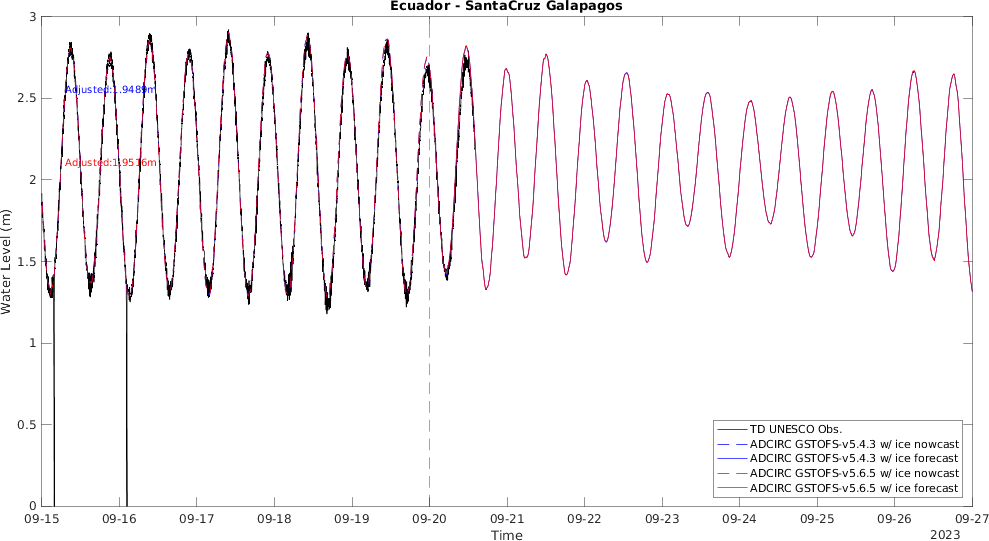 Ecuador - SantaCruz Galapagos
3
2.5
2
1.5
1
0.5
0
Water Level (m)
Adjusted:1.9489m
Adjusted:1.9516m
TD UNESCO Obs.
ADCIRC GSTOFS-v5.4.3 w/ ice nowcast
ADCIRC GSTOFS-v5.4.3 w/ ice forecast
ADCIRC GSTOFS-v5.6.5 w/ ice nowcast
ADCIRC GSTOFS-v5.6.5 w/ ice forecast
09-15 09-16 09-17 09-18 09-19 09-20 09-21 09-22 09-23 09-24 09-25 09-26 09-27
Time
2023